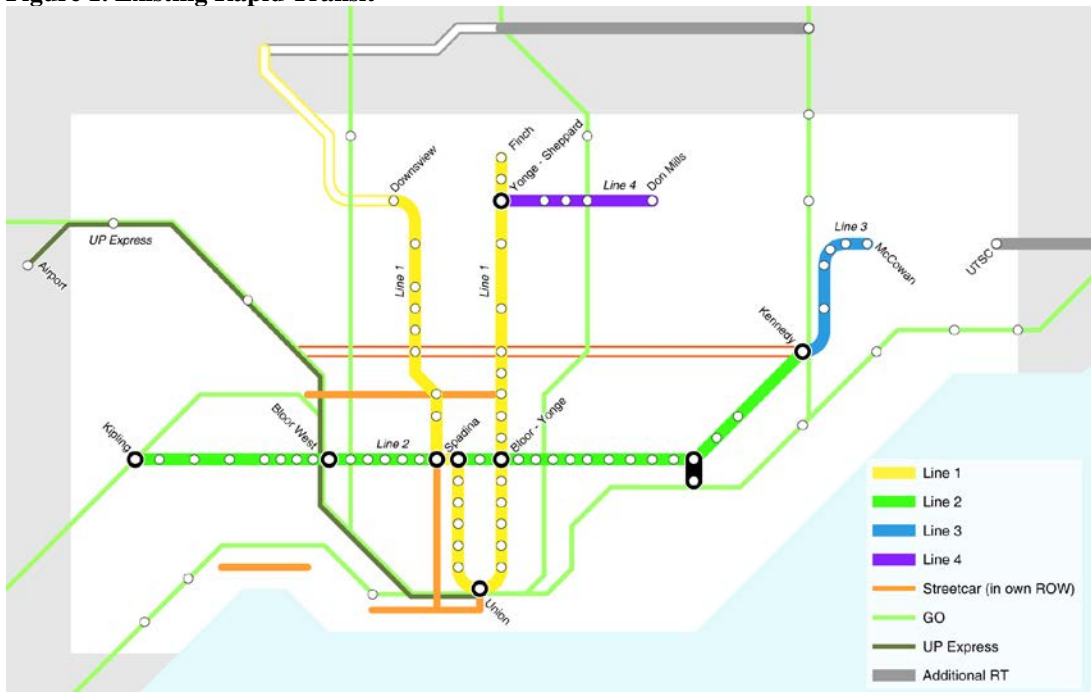 Figure 1: Existing Rapid Transit
Finch
Yonge - Sheppard
Downsview
Line 4
Don Mills
UP Express
Airport
Line 1
Line 1
Line 3
McCowan
UTSC
Kennedy
Kipling
Bloor West
Line 2
Spadina
Bloor - Yonge
Union
Line 1
Line 2
Line 3
Line 4
Streetcar (in own ROW)
GO
UP Express
Additional RT